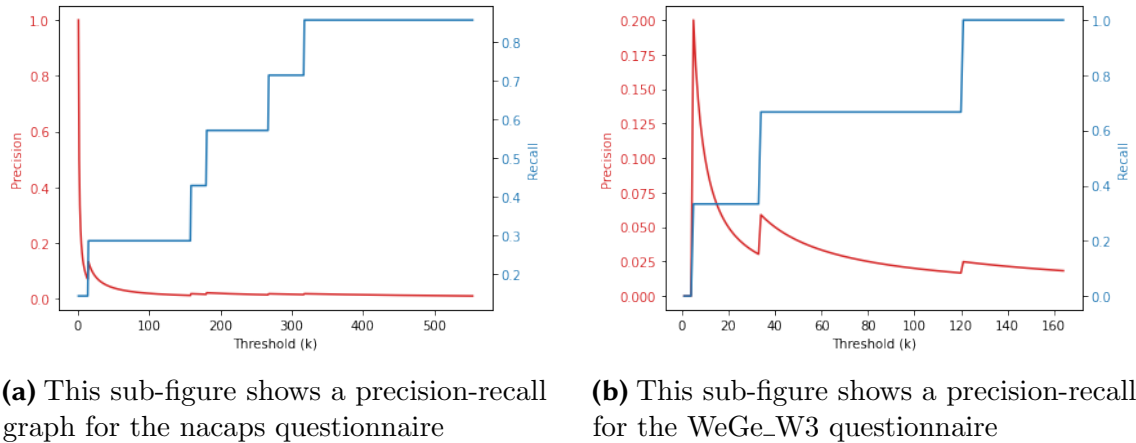 1.0
0.8
0.6
0.4
0.2
0.0
Precision
0.8
0.7
0.6
0.5
0.4
0.3
0.2
Recall
0 100 200 300 400 500
Threshold (k)
0.200
0.175
0.150
0.125
0.100
0.075
0.050
0.025
0.000
Precision
1.0
0.8
0.6
0.4
0.2
0.0
Recall
0 20 40 60 80 100 120 140 160
Threshold (k)
(a) This sub-figure shows a precision-recall
graph for the nacaps questionnaire
(b) This sub-figure shows a precision-recall
for the WeGe_W3 questionnaire